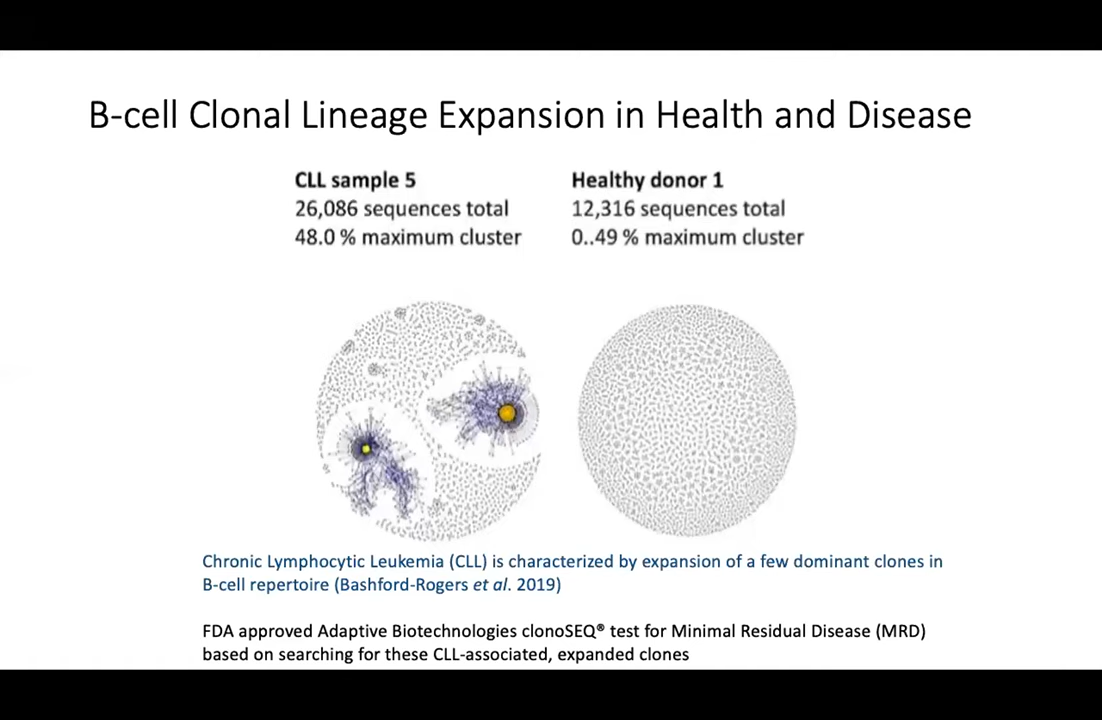 B-cell Clonal Lineage Expansion in Health and Disease
CLL sample 5
26,086 sequences total
48.0 % maximum cluster
Healthy donor 1
12,316 sequences total
0..49 % maximum cluster
Chronic Lymphocytic Leukemia (CLL) is characterized by expansion of a few dominant clones in
B-cell repertoire (Bashford-Rogers et al. 2019)
FDA approved Adaptive Biotechnologies clonoSEQ® test for Minimal Residual Disease (MRD)
based on searching for these CLL-associated, expanded clones